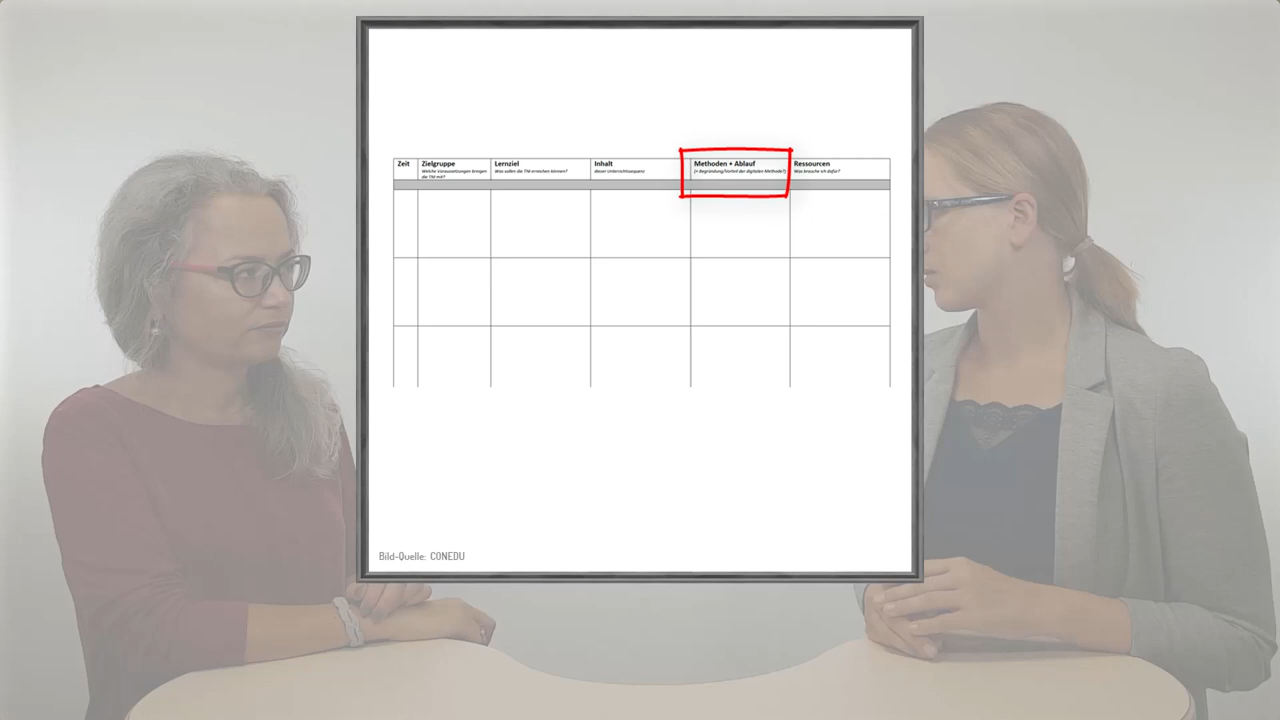 Zeit Zielgruppe Lernziel Inhalt Methoden + Ablauf Ressourcen
Welche Voraussetzungen bringen Was sollen die TN erreichen können? dieser Unterrichtssequenz (+ Begründung/Vorteil der digitalen Methode?) Was brauche ich dafür?
die TN mit?
Bild-Quelle: CONEDU